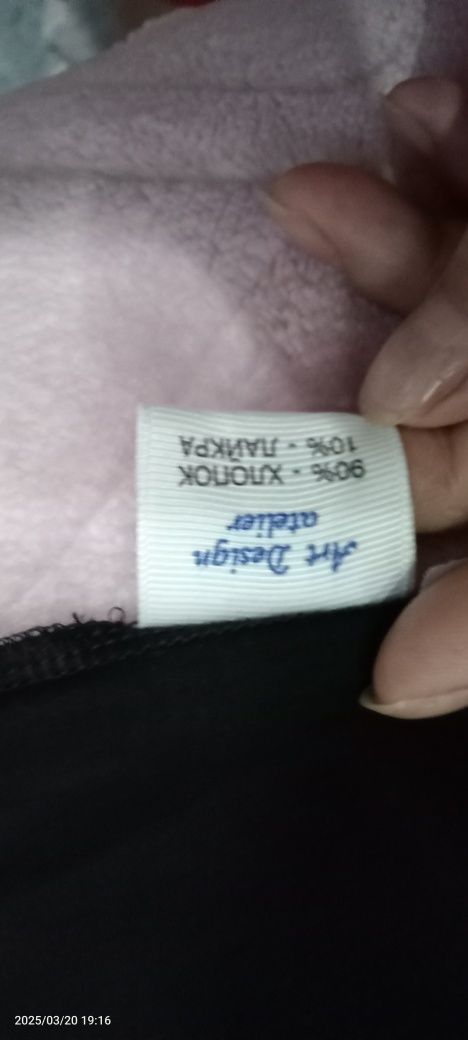 Art Design
atelier
90% - ХЛОПОК
10% - ЛАЙКРА
2025/03/20 19:16